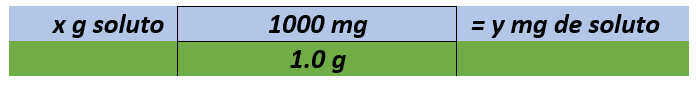 x g soluto 1000 mg = y mg de soluto
1.0 g